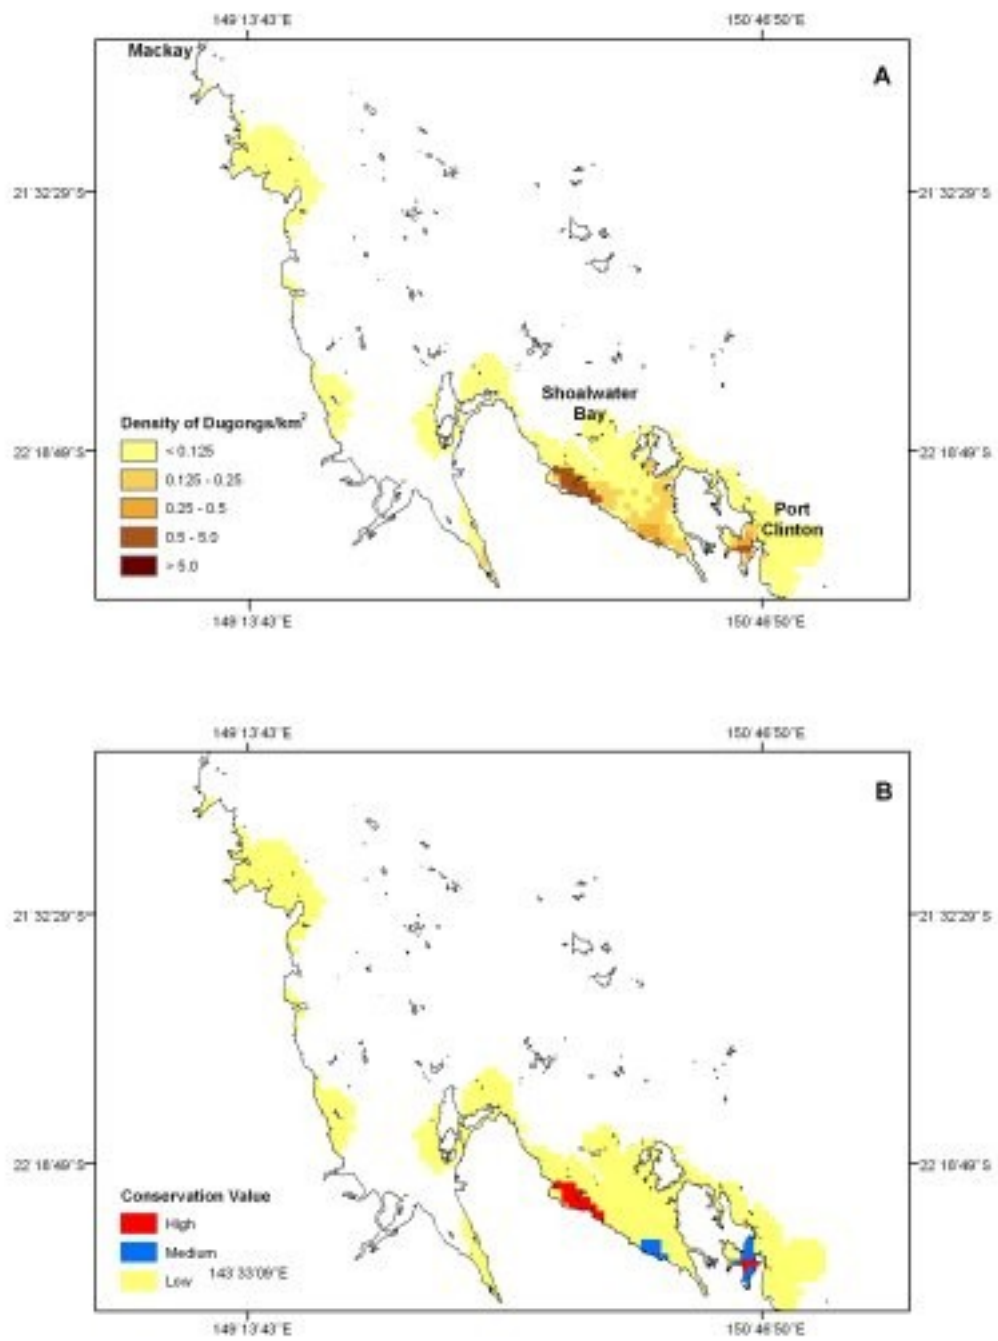 149°13'43"E
150°46'50"E
Mackay
A
21°32'29"S
21°32'29"S
Shoalwater
Bay
Density of Dugongs/km²
22°18'49"S
22°18'49"S
< 0.125
0.125 - 0.25
0.25 - 0.5
0.5 - 5.0
> 5.0
Port
Clinton
149°13'43"E
150°46'50"E
149°13'43"E
150°46'50"E
B
21°32'29"S
21°32'29"S
22°18'49"S
22°18'49"S
Conservation Value
High
Medium
Low
143°33'09"E
149°13'43"E
150°46'50"E